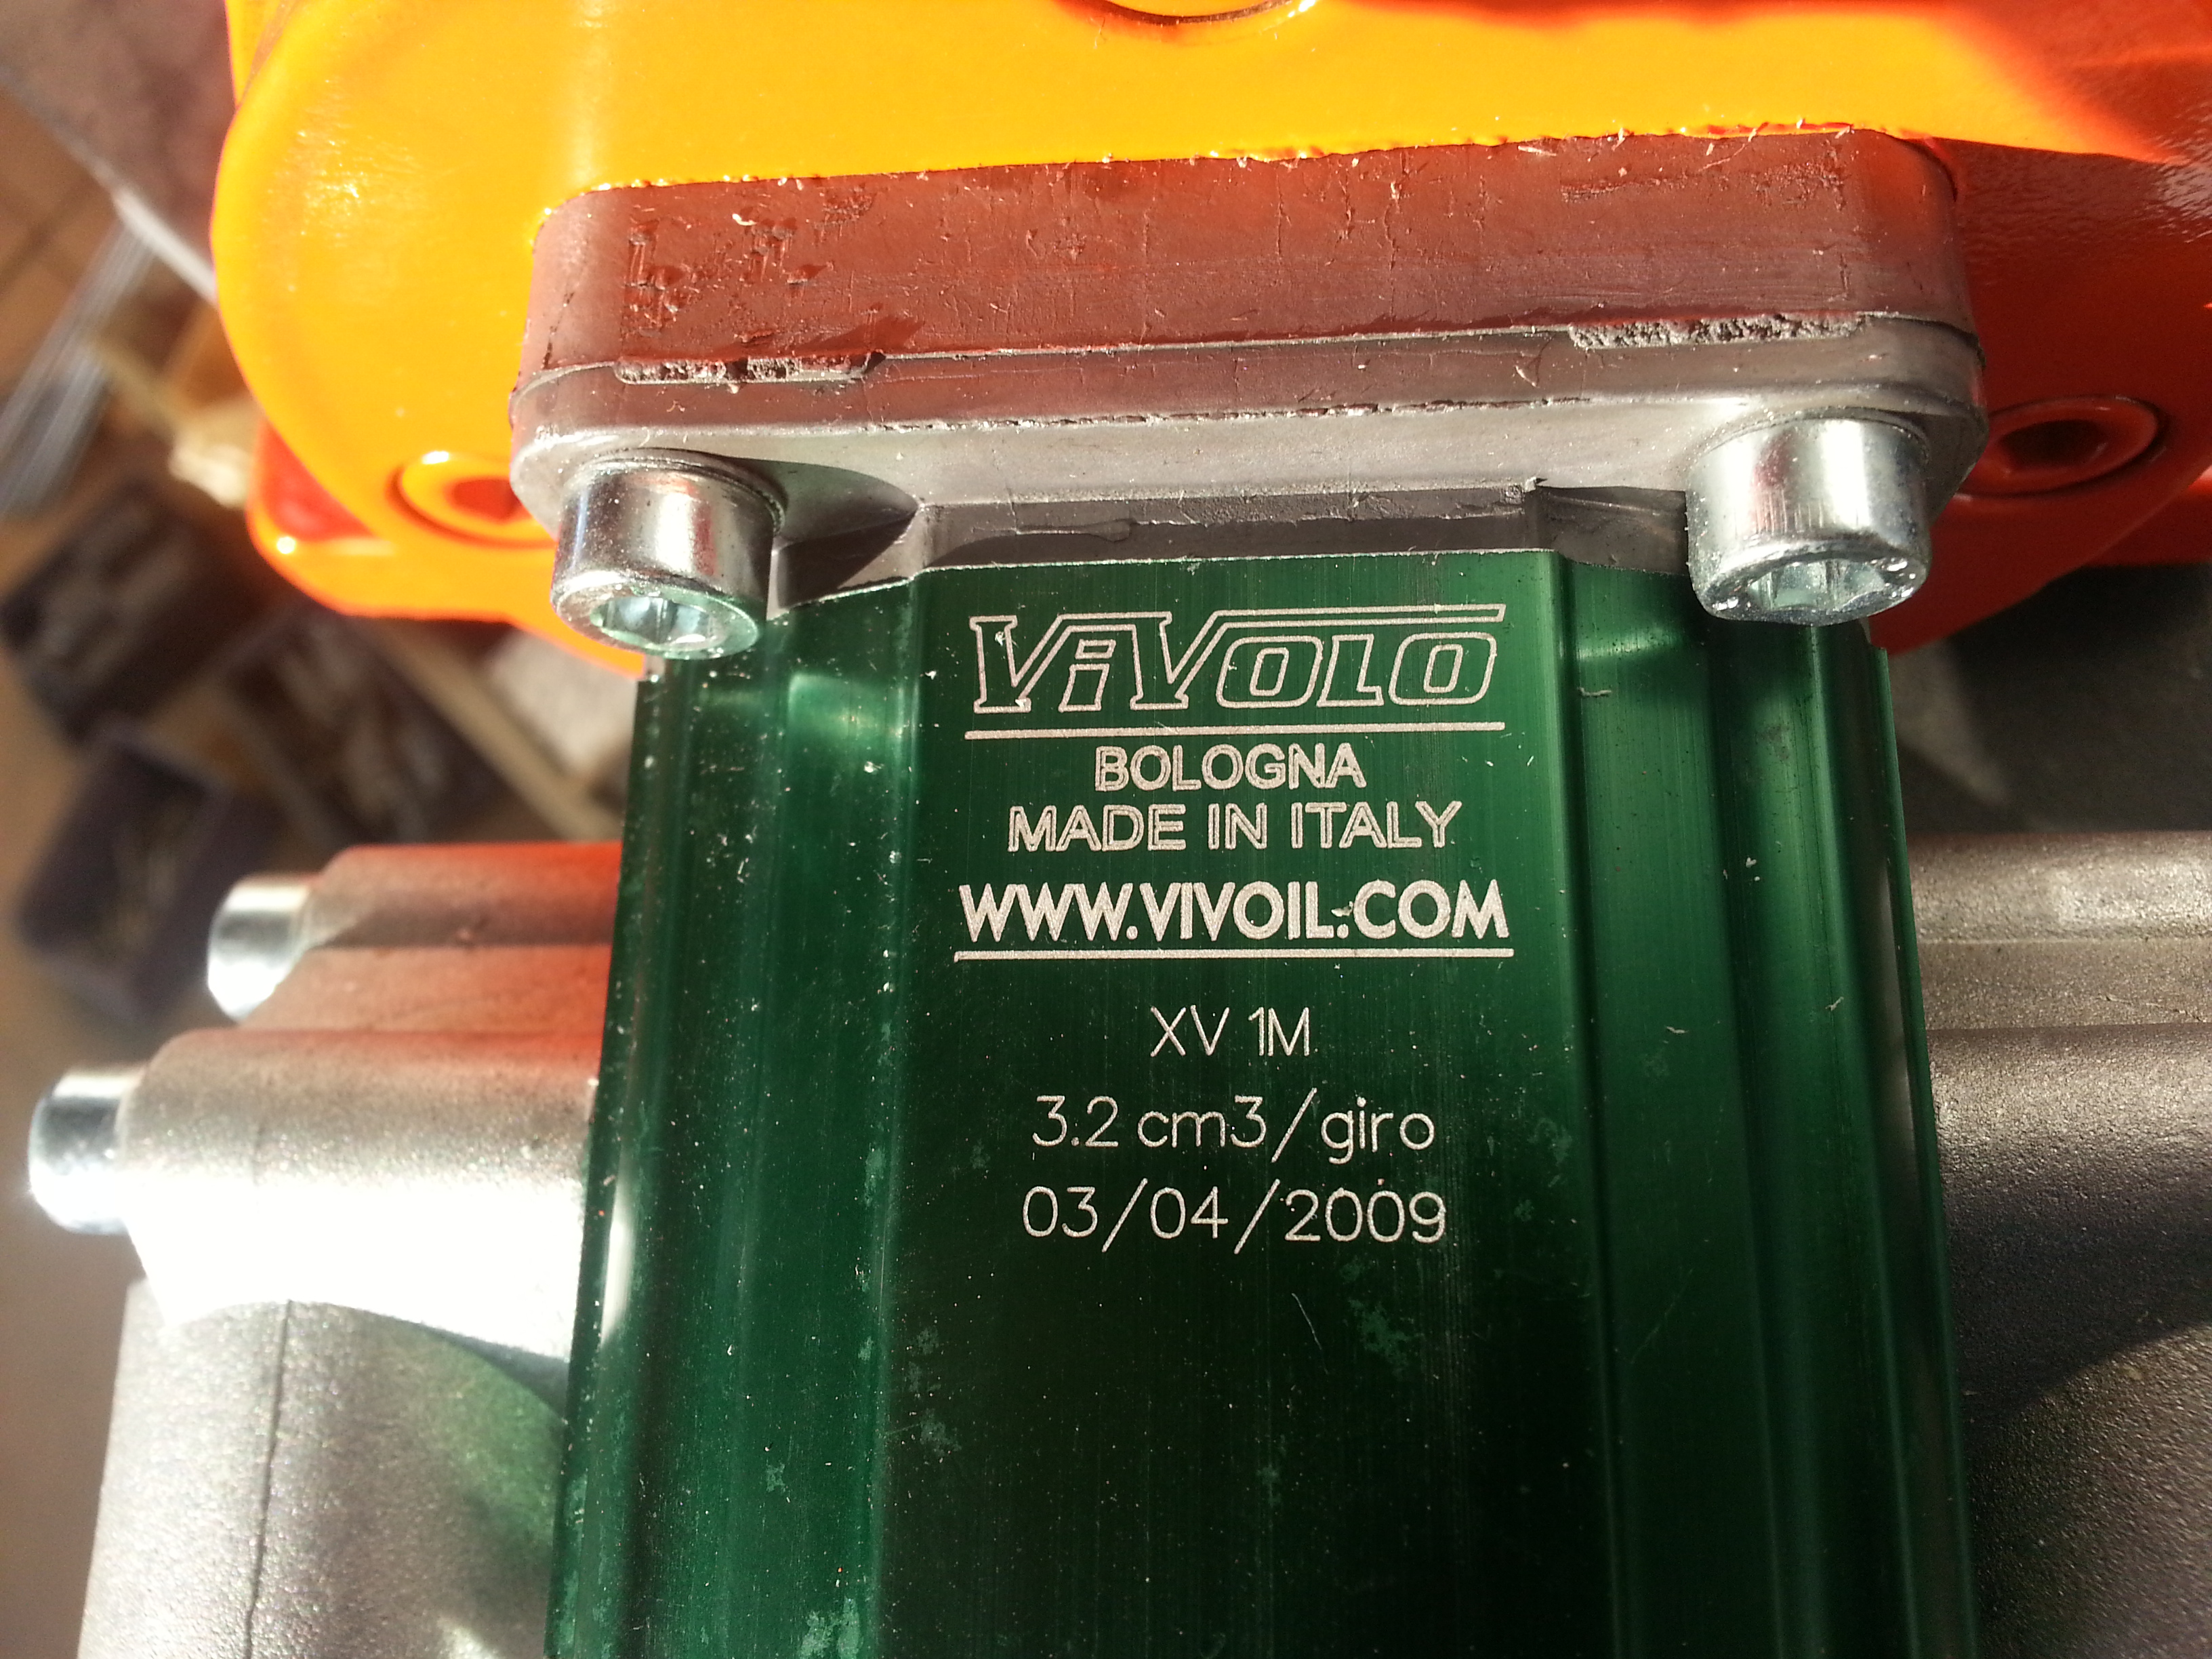 ViVOLO
BOLOGNA
MADE IN ITALY
WWW.VIVOIL.COM
XV 1M
3.2 cm3/giro
03/04/2009